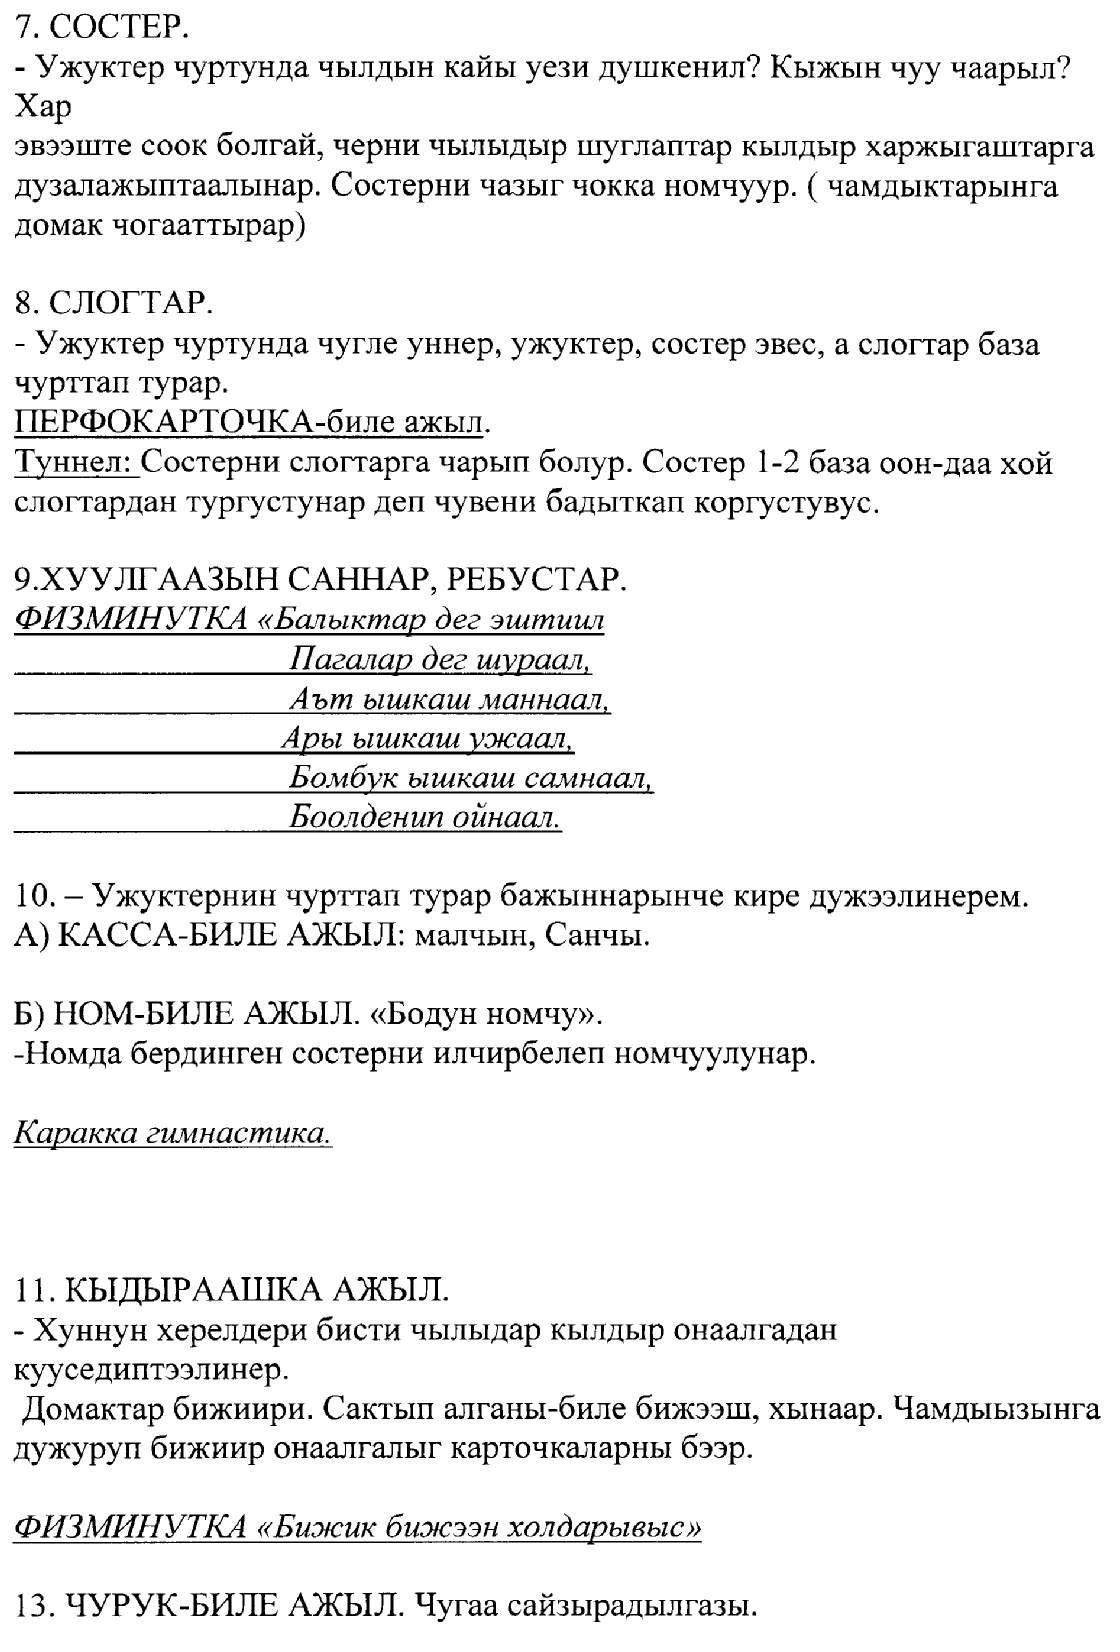 7. СОСТЕР.
- Ужуктер чуртунда чылдын кайы уези душкенил? Кыжын чуу чаарыл?
Хар
эвээште соок болгай, черни чылыдыр шуглаптар кылдыр харжыгаштарга
дузалажыптаалынар. Состерни чазыг чокка номчуур. ( чамдыктарынга
домак чогааттырар)
8. СЛОГТАР.
- Ужуктер чуртунда чугле уннер, ужуктер, состер эвес, а слогтар база
чурттап турар.
ПЕРФОКАРТОЧКА-биле ажыл.
Туннел: Состерни слогтарга чарып болур. Состер 1-2 база оон-даа хой
слогтардан тургустунар деп чувени бадыткап коргустувус.
9.ХУУЛГААЗЫН САННАР, РЕБУСТАР.
ФИЗМИНУТКА «Балыктар дег эштиил
Пагалар дег шураал,
Аът ышкаш маннаал,
Ары ышкаш ужаал,
Бомбук ышкаш самнаал,
Боолденип ойнаал.
10. – Ужуктернин чурттап турар бажыннарынче кире дужээлинерем.
А) КАССА-БИЛЕ АЖЫЛ: малчын, Санчы.
Б) НОМ-БИЛЕ АЖЫЛ. «Бодун номчу».
-Номда бердинген состерни илчирбелеп номчуулунар.
Каракка гимнастика.
11. КЫДЫРААШКА АЖЫЛ.
- Хуннун херелдери бисти чылыдар кылдыр онаалгадан
кууседиптээлинер.
Домактар бижиири. Сактып алганы-биле бижээш, хынаар. Чамдыызынга
дужуруп бижиир онаалгалыг карточкаларны бээр.
ФИЗМИНУТКА «Бижик бижээн холдарывыс»
13. ЧУРУК-БИЛЕ АЖЫЛ. Чугаа сайзырадылгазы.